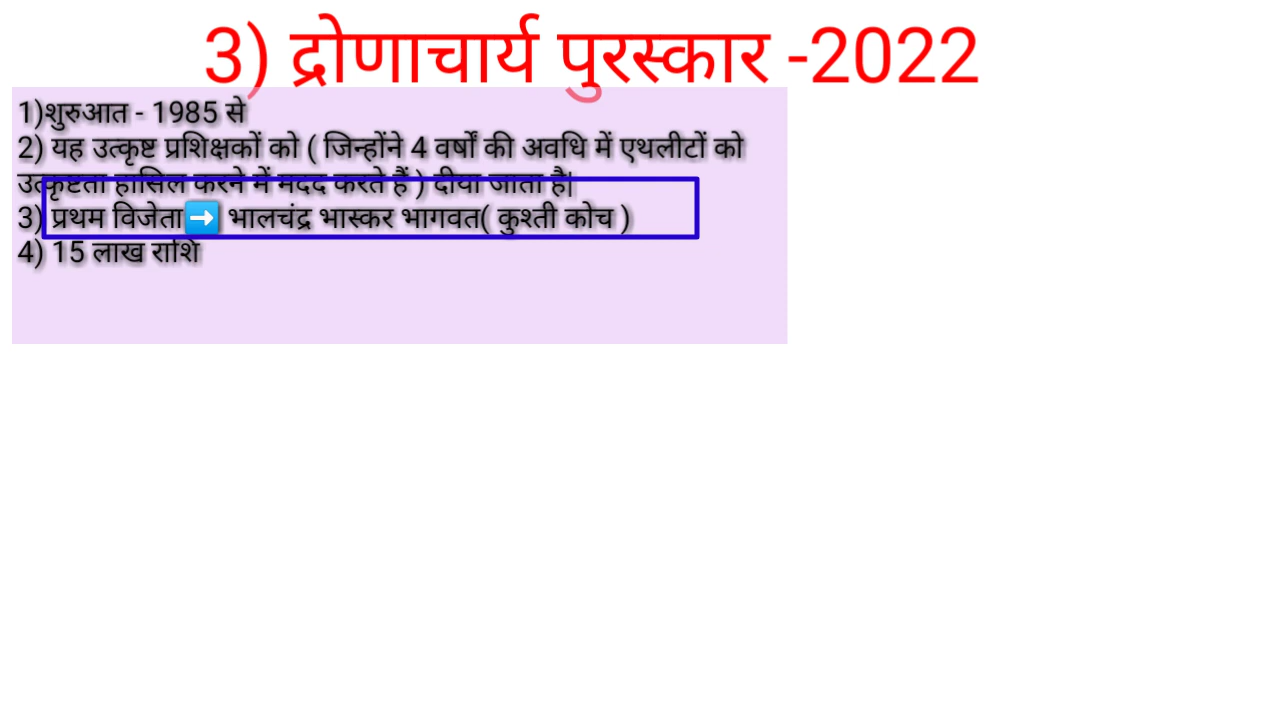 3) द्रोणाचार्य पुरस्कार -2022
1)शुरुआत - 1985 से
2) यह उत्कृष्ट प्रशिक्षकों को ( जिन्होंने 4 वर्षों की अवधि में एथलीटों को
उत्कृष्टता हासिल करने में मदद करते हैं ) दीया जाता है|
3) प्रथम विजेता➡️ भालचंद्र भास्कर भागवत( कुश्ती कोच )
4) 15 लाख राशि